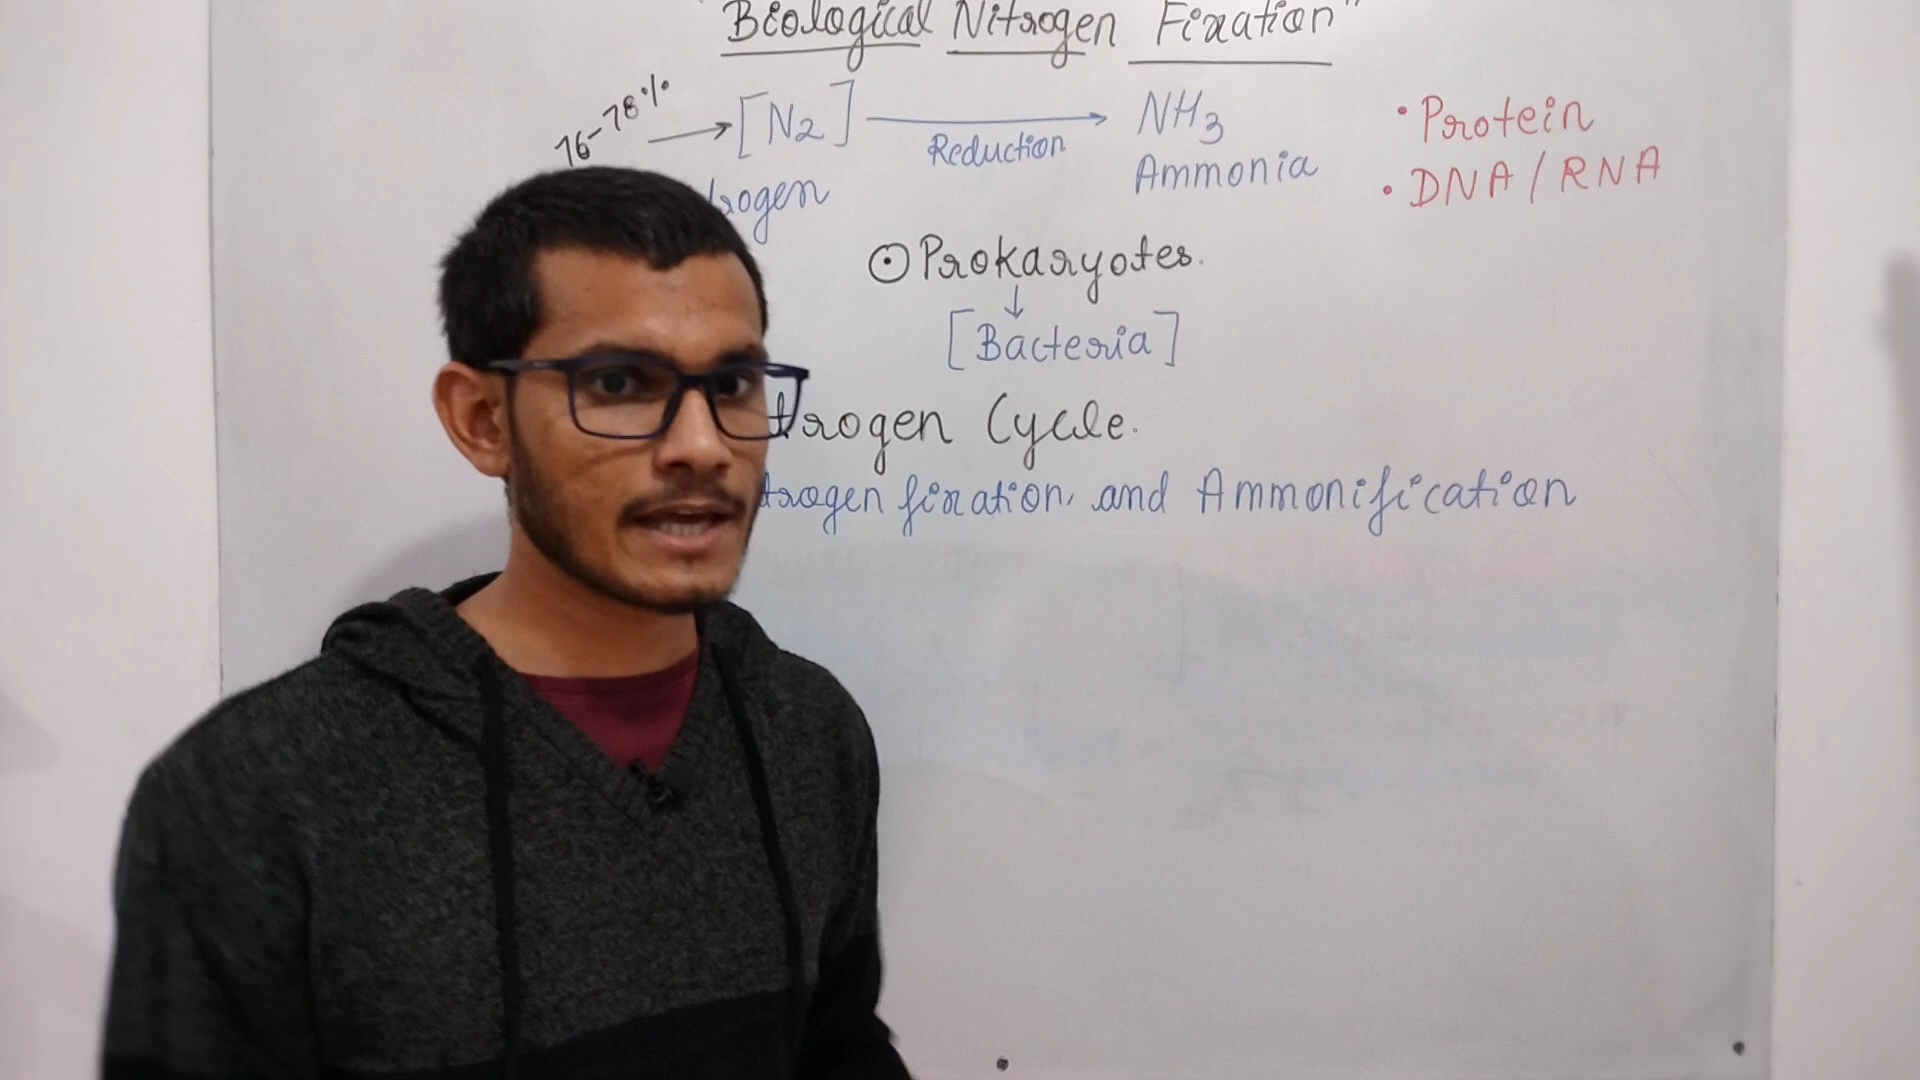 "Biological Nitrogen Fixation"
76-78% → [N2] → NH3
Reduction
Ammonia
• Protein
• DNA / RNA
⊙ Prokaryotes.
↓
[Bacteria]
Cycle.
fixation, and Ammonification